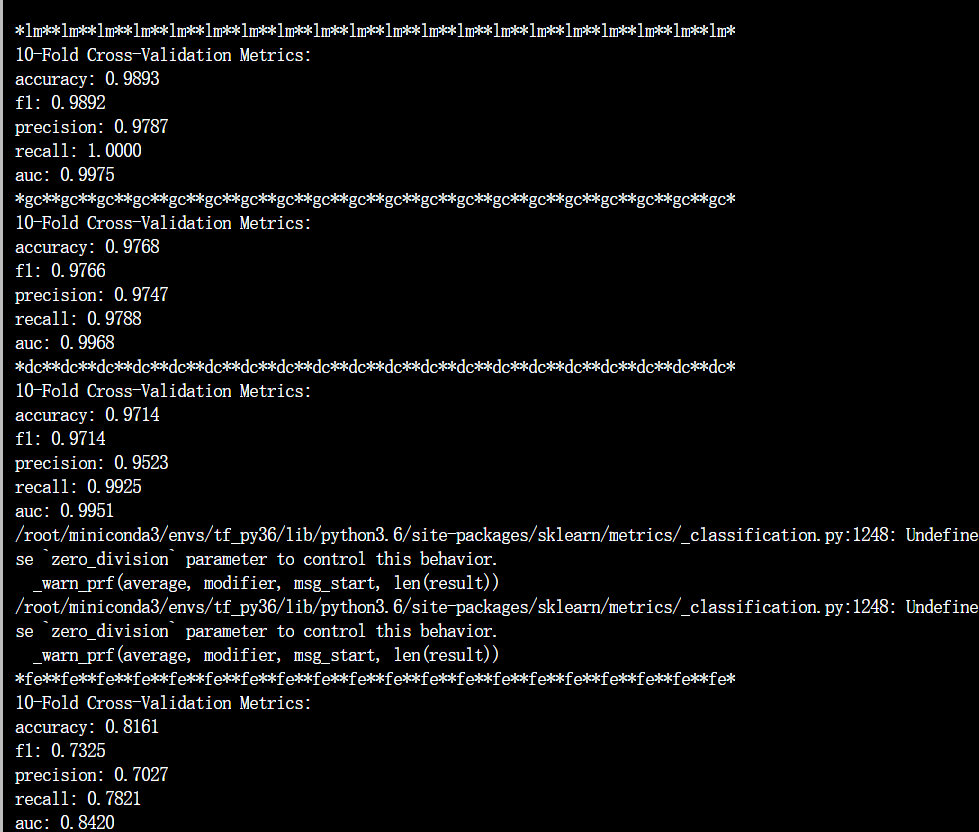 *lm**lm**lm**lm**lm**lm**lm**lm**lm**lm**lm**lm**lm**lm**lm**lm**lm**lm**lm**lm*
10-Fold Cross-Validation Metrics:
accuracy: 0.9893
f1: 0.9892
precision: 0.9787
recall: 1.0000
auc: 0.9975
*gc**gc**gc**gc**gc**gc**gc**gc**gc**gc**gc**gc**gc**gc**gc**gc**gc**gc**gc**gc*
10-Fold Cross-Validation Metrics:
accuracy: 0.9768
f1: 0.9766
precision: 0.9747
recall: 0.9788
auc: 0.9968
*dc**dc**dc**dc**dc**dc**dc**dc**dc**dc**dc**dc**dc**dc**dc**dc**dc**dc**dc**dc*
10-Fold Cross-Validation Metrics:
accuracy: 0.9714
f1: 0.9714
precision: 0.9523
recall: 0.9925
auc: 0.9951
/root/miniconda3/envs/tf_py36/lib/python3.6/site-packages/sklearn/metrics/_classification.py:1248: Undefine
se `zero_division` parameter to control this behavior.
  _warn_prf(average, modifier, msg_start, len(result))
/root/miniconda3/envs/tf_py36/lib/python3.6/site-packages/sklearn/metrics/_classification.py:1248: Undefine
se `zero_division` parameter to control this behavior.
  _warn_prf(average, modifier, msg_start, len(result))
*fe**fe**fe**fe**fe**fe**fe**fe**fe**fe**fe**fe**fe**fe**fe**fe**fe**fe**fe**fe*
10-Fold Cross-Validation Metrics:
accuracy: 0.8161
f1: 0.7325
precision: 0.7027
recall: 0.7821
auc: 0.8420